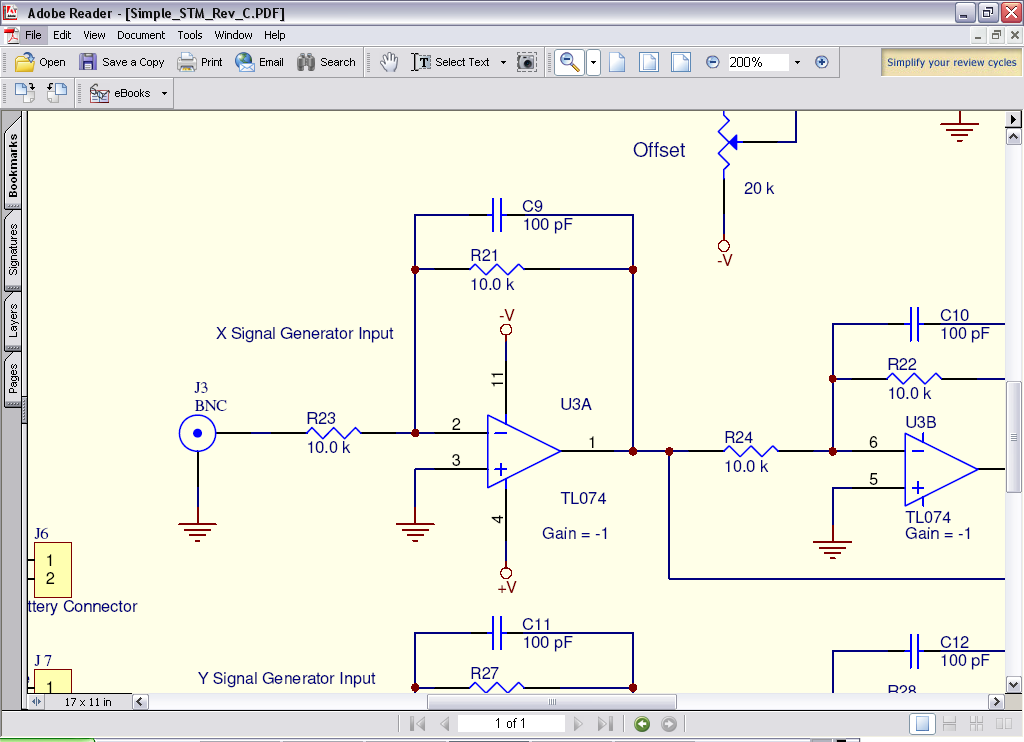 Adobe Reader - [Simple_STM_Rev_C.PDF]
File Edit View Document Tools Window Help
Open Save a Copy Print Email Search Select Text 200% Simplify your review cycles
eBooks
Bookmarks
Signatures
Layers
Pages
Offset
20 k
-V
C9
100 pF
R21
10.0 k
-V
X Signal Generator Input
11
J3
BNC
R23
10.0 k
2
3
U3A
1
4
TL074
Gain = -1
+V
C10
100 pF
R22
10.0 k
U3B
R24
10.0 k
6
5
TL074
Gain = -1
J6
1
2
ttery Connector
C11
100 pF
R27
Y Signal Generator Input
J7
1
C12
100 pF
R28
17 x 11 in
1 of 1